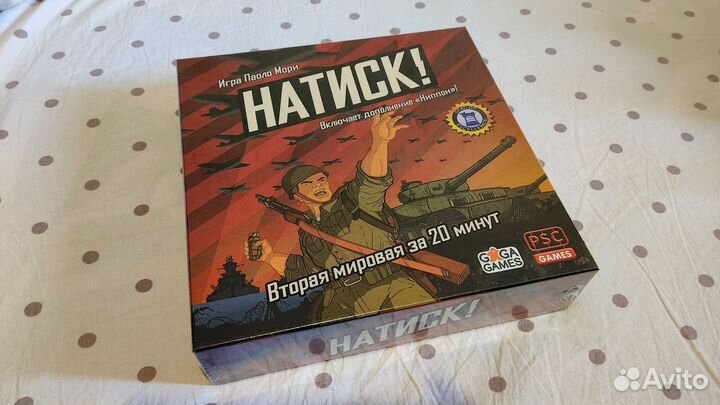 Игра Паоло Мори
НАТИСК!
Включает дополнение «Ниппон»!
Вторая мировая за 20 минут
GAGA GAMES
PSC
GAMES
НАТИСК!
Avito